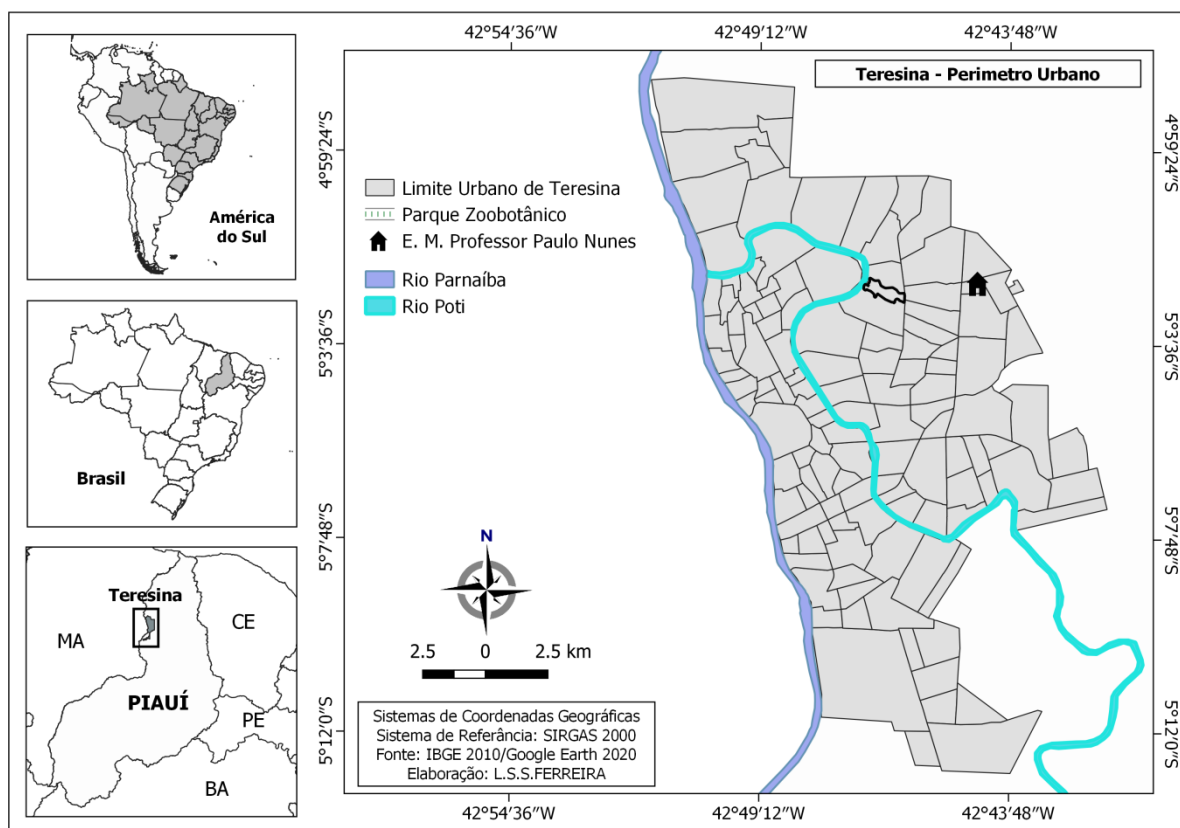 América
do Sul
Brasil
Teresina
MA
CE
PIAUÍ
PE
BA
42°54′36″W
42°49′12″W
42°43′48″W
Teresina - Perimetro Urbano
4°59′24″S
5°3′36″S
5°7′48″S
5°12′0″S
Limite Urbano de Teresina
Parque Zoobotânico
E. M. Professor Paulo Nunes
Rio Parnaíba
Rio Poti
N
2.5 0 2.5 km
Sistemas de Coordenadas Geográficas
Sistema de Referância: SIRGAS 2000
Fonte: IBGE 2010/Google Earth 2020
Elaboração: L.S.S.FERREIRA
4°59′24″S
5°3′36″S
5°7′48″S
5°12′0″S
42°54′36″W
42°49′12″W
42°43′48″W